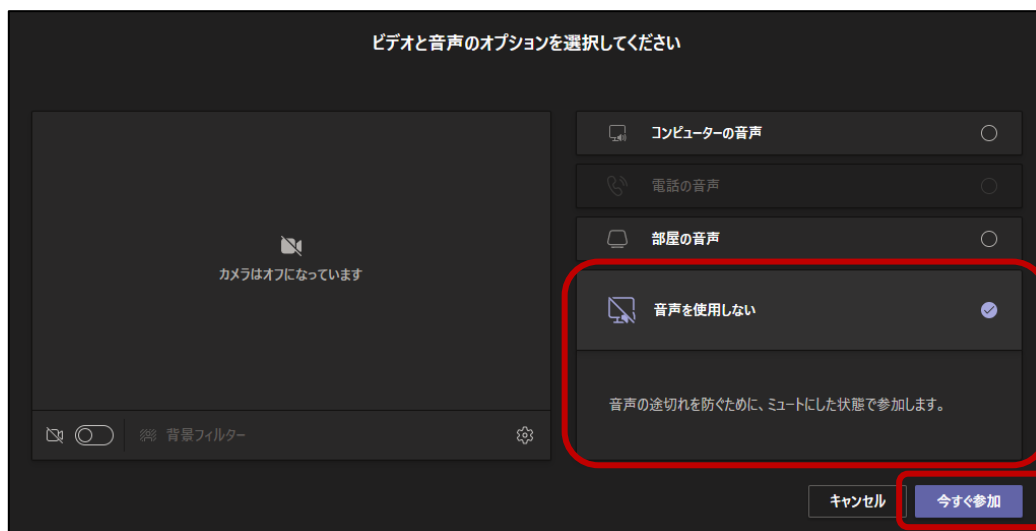 ビデオと音声のオプションを選択してください
カメラはオフになっています
背景フィルター
コンピューターの音声
電話の音声
部屋の音声
音声を使用しない
音声の途切れを防ぐために、ミュートにした状態で参加します。
キャンセル
今すぐ参加